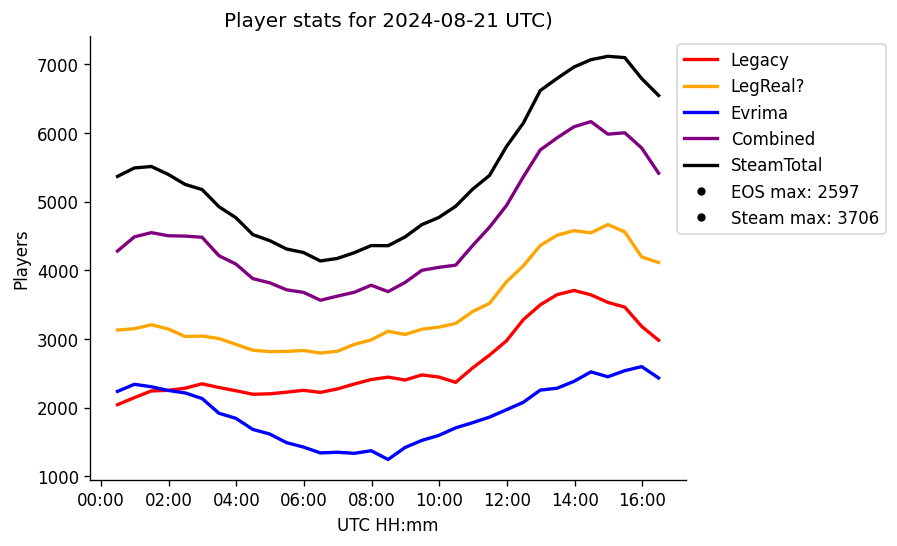 Player stats for 2024-08-21 UTC)
Players
7000
6000
5000
4000
3000
2000
1000
00:00 02:00 04:00 06:00 08:00 10:00 12:00 14:00 16:00
UTC HH:mm
Legacy
LegReal?
Evrima
Combined
SteamTotal
EOS max: 2597
Steam max: 3706